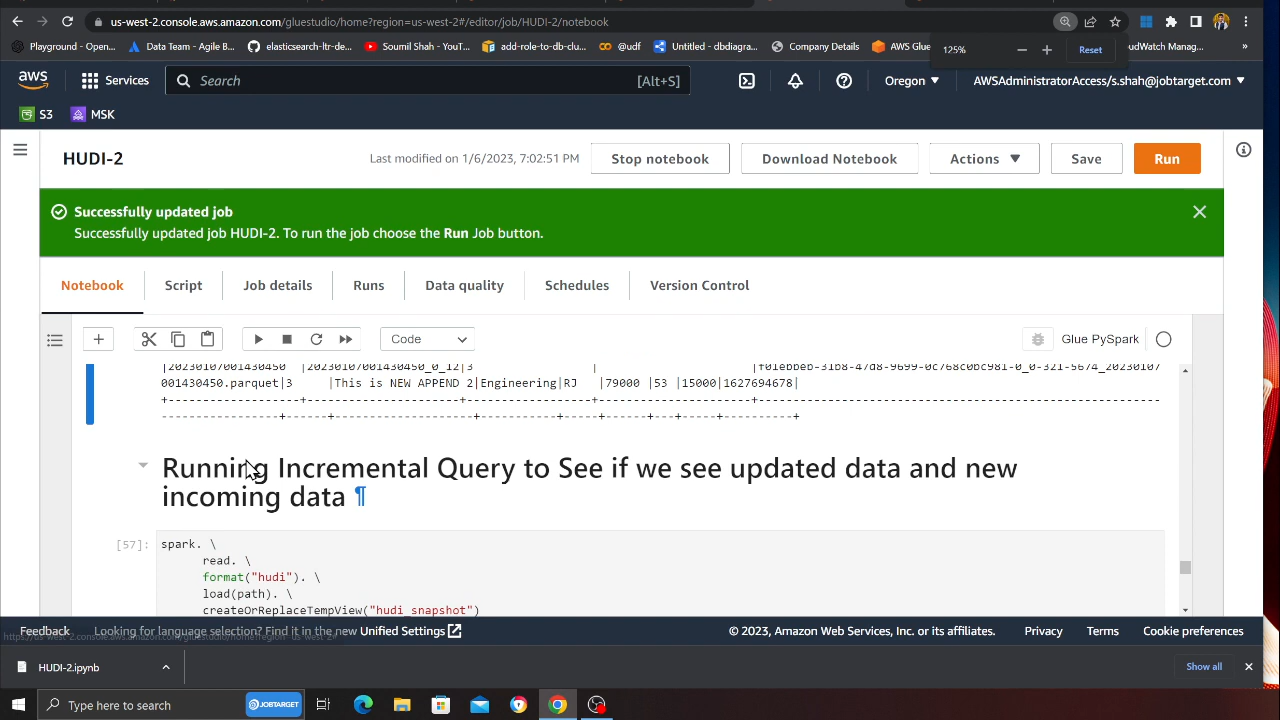 us-west-2.console.aws.amazon.com/gluestudio/home?region=us-west-2#/editor/job/HUDI-2/notebook
Playground - Open... Data Team - Agile B... elasticsearch-ltr-de... Soumil Shah - YouT... add-role-to-db-clu... @udf Untitled - dbdiagra... Company Details AWS Glue
125% Reset
aws Services Search [Alt+S] Oregon AWSAdministratorAccess/s.shah@jobtarget.com
S3 MSK
HUDI-2 Last modified on 1/6/2023, 7:02:51 PM Stop notebook Download Notebook Actions Save Run
Successfully updated job
Successfully updated job HUDI-2. To run the job choose the Run Job button.
Notebook Script Job details Runs Data quality Schedules Version Control
Code Glue PySpark
001430450.parquet|3 |This is NEW APPEND 2|Engineering|RJ |79000 |53 |15000|1627694678|
Running Incremental Query to See if we see updated data and new
incoming data ¶
[57]: spark. \
read. \
format("hudi"). \
load(path). \
createOrReplaceTempView("hudi_snapshot")
Feedback Looking for language selection? Find it in the new Unified Settings © 2023, Amazon Web Services, Inc. or its affiliates. Privacy Terms Cookie preferences
HUDI-2.ipynb Show all
Type here to search JOBTARGET